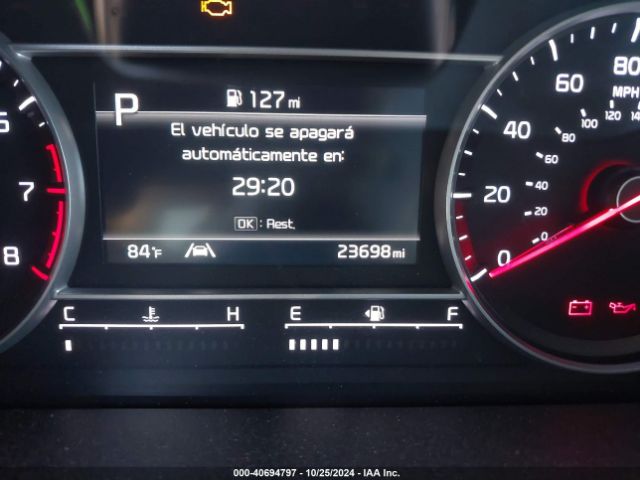 P
127 mi
El vehículo se apagará
automáticamente en:
29:20
OK : Rest.
84°F
23698 mi
C H
E F
6
7
8
0
20
40
60
80
MPH
0
20
40
60
80
100
120
000-40694797 - 10/25/2024 - IAA Inc.